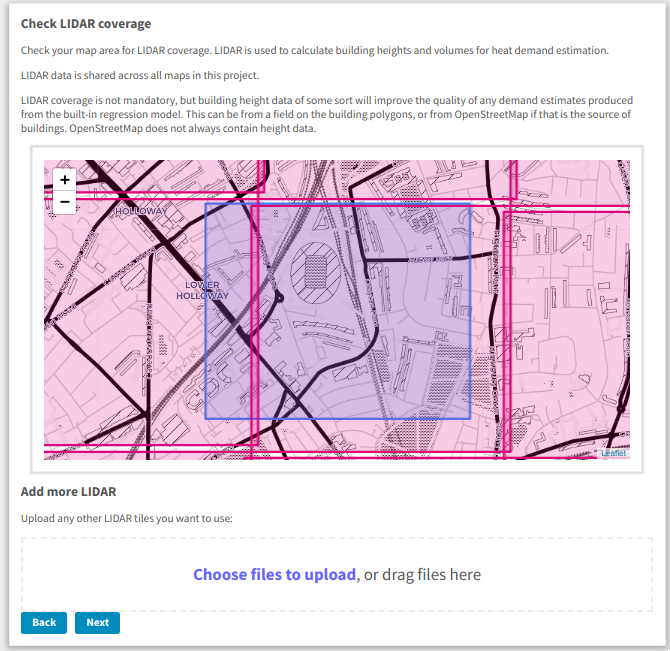 Check LIDAR coverage
Check your map area for LIDAR coverage. LIDAR is used to calculate building heights and volumes for heat demand estimation.
LIDAR data is shared across all maps in this project.
LIDAR coverage is not mandatory, but building height data of some sort will improve the quality of any demand estimates produced
from the built-in regression model. This can be from a field on the building polygons, or from OpenStreetMap if that is the source of
buildings. OpenStreetMap does not always contain height data.
+
−
HOLLOWAY
LOWER
HOLLOWAY
Leaflet
Add more LIDAR
Upload any other LIDAR tiles you want to use:
Choose files to upload, or drag files here
Back Next